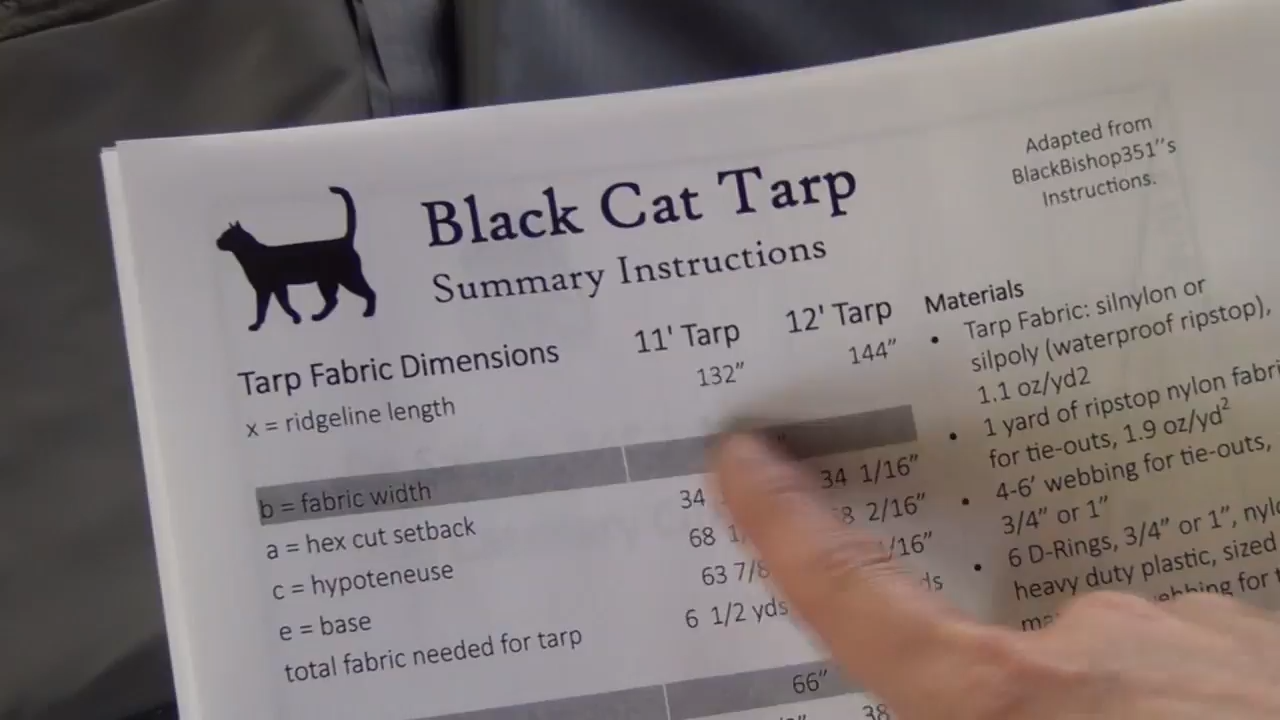 Black Cat Tarp
Summary Instructions
Adapted from
BlackBishop351"s
Instructions.
Tarp Fabric Dimensions 11' Tarp 12' Tarp
x = ridgeline length 132" 144"
b = fabric width
a = hex cut setback 34 34 1/16"
c = hypoteneuse 68 2/16"
e = base 63 7/8 /16"
total fabric needed for tarp 6 1/2 yds
66"
38
Materials
• Tarp Fabric: silnylon or
silpoly (waterproof ripstop),
1.1 oz/yd2
• 1 yard of ripstop nylon fabri
for tie-outs, 1.9 oz/yd²
• 4-6' webbing for tie-outs,
3/4" or 1"
• 6 D-Rings, 3/4" or 1", nylo
heavy duty plastic, sized
webbing for